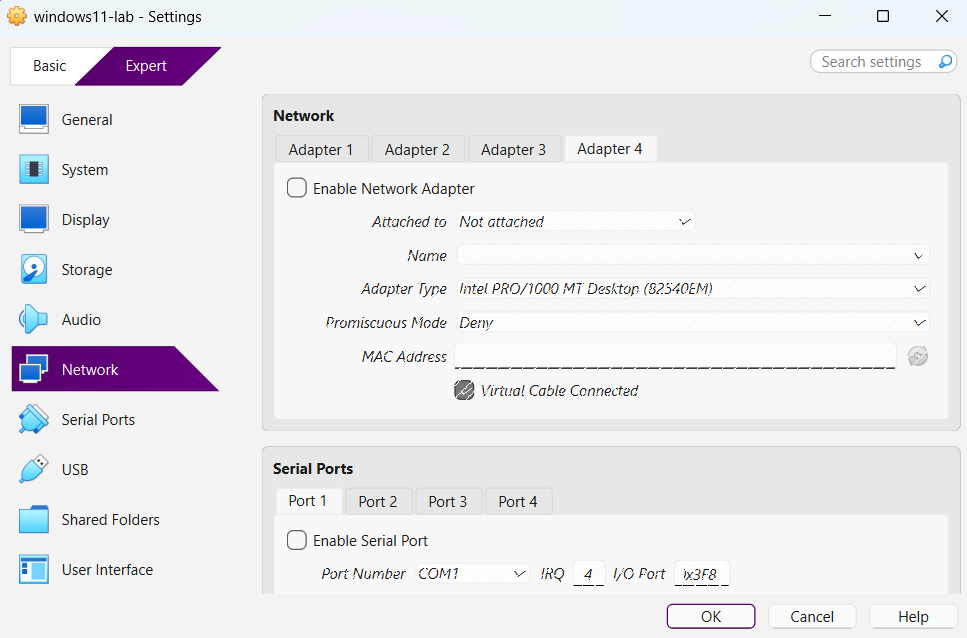 windows11-lab - Settings
Basic
Expert
Search settings
General
System
Display
Storage
Audio
Network
Serial Ports
USB
Shared Folders
User Interface
Network
Adapter 1
Adapter 2
Adapter 3
Adapter 4
Enable Network Adapter
Attached to Not attached
Name
Adapter Type Intel PRO/1000 MT Desktop (82540EM)
Promiscuous Mode Deny
MAC Address
Virtual Cable Connected
Serial Ports
Port 1
Port 2
Port 3
Port 4
Enable Serial Port
Port Number COM1 IRQ 4 I/O Port
OK
Cancel
Help